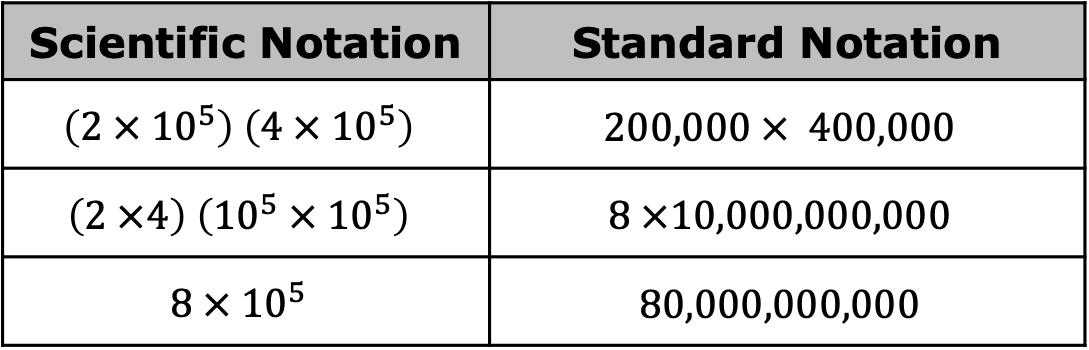 Scientific Notation Standard Notation
(2 × 10⁵) (4 × 10⁵) 200,000 × 400,000
(2 ×4) (10⁵ × 10⁵) 8 ×10,000,000,000
8 × 10⁵ 80,000,000,000